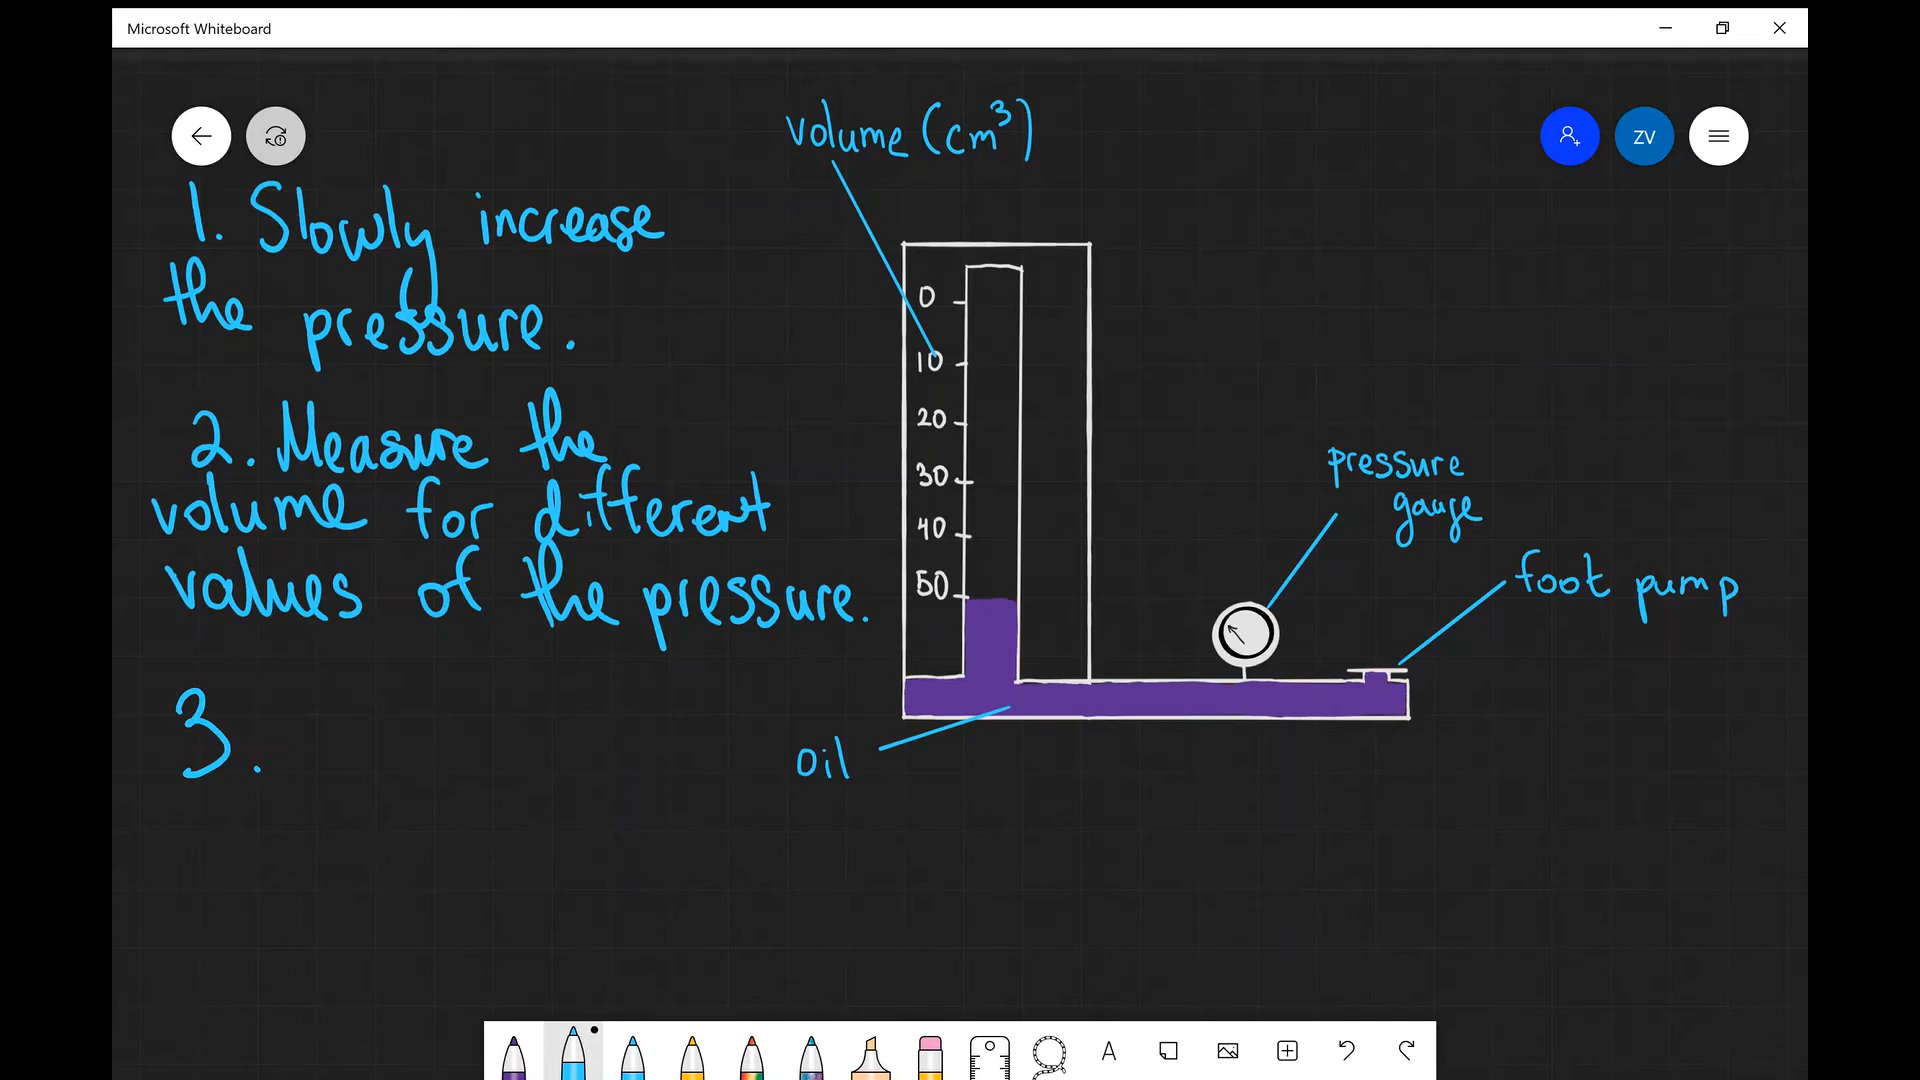 Microsoft Whiteboard
ZV
volume (cm³)
1. Slowly increase
the pressure.
2. Measure the
volume for different
values of the pressure.
3.
0
10
20
30
40
50
pressure
gauge
foot pump
oil
A